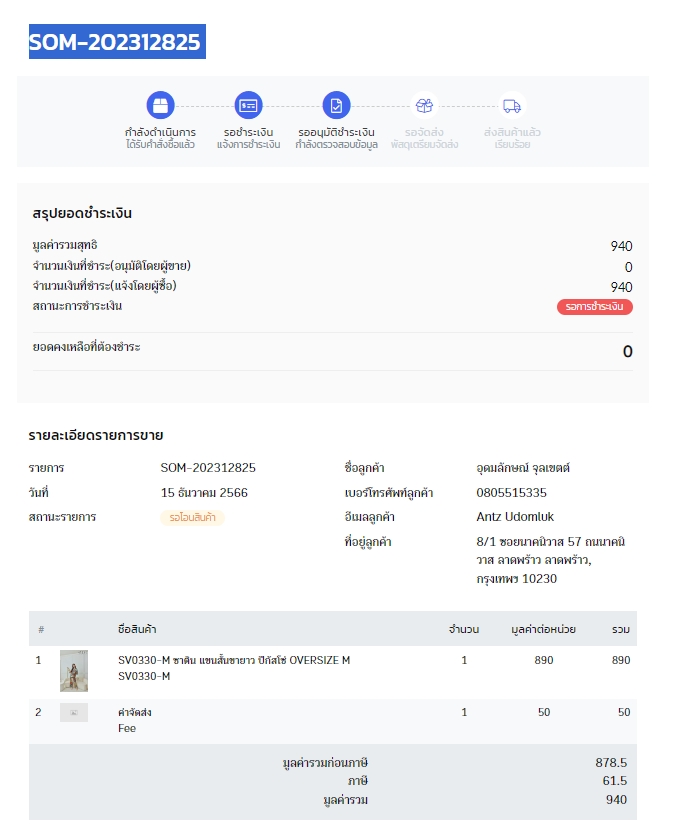 SOM-202312825
กำลังดำเนินการ
ได้รับคำสั่งซื้อแล้ว
รอชำระเงิน
แจ้งการชำระเงิน
รออนุมัติชำระเงิน
กำลังตรวจสอบข้อมูล
รอจัดส่ง
พัสดุเตรียมจัดส่ง
ส่งสินค้าแล้ว
เรียบร้อย
สรุปยอดชำระเงิน
มูลค่ารวมสุทธิ 940
จำนวนเงินที่ชำระ(อนุมัติโดยผู้ขาย) 0
จำนวนเงินที่ชำระ(แจ้งโดยผู้ซื้อ) 940
สถานะการชำระเงิน รอการชำระเงิน
ยอดคงเหลือที่ต้องชำระ 0
รายละเอียดรายการขาย
รายการ SOM-202312825
วันที่ 15 ธันวาคม 2566
สถานะรายการ รอโอนสินค้า
ชื่อลูกค้า อุดมลักษณ์ จุลเขตต์
เบอร์โทรศัพท์ลูกค้า 0805515335
อีเมลลูกค้า Antz Udomluk
ที่อยู่ลูกค้า 8/1 ซอยนาคนิวาส 57 ถนนาคนิ
วาส ลาดพร้าว ลาดพร้าว,
กรุงเทพฯ 10230
# ชื่อสินค้า จำนวน มูลค่าต่อหน่วย รวม
1 SV0330-M ซาติน แขนสั้นขายาว ปิกัสโซ่ OVERSIZE M 1 890 890
SV0330-M
2 ค่าจัดส่ง 1 50 50
Fee
มูลค่ารวมก่อนภาษี 878.5
ภาษี 61.5
มูลค่ารวม 940